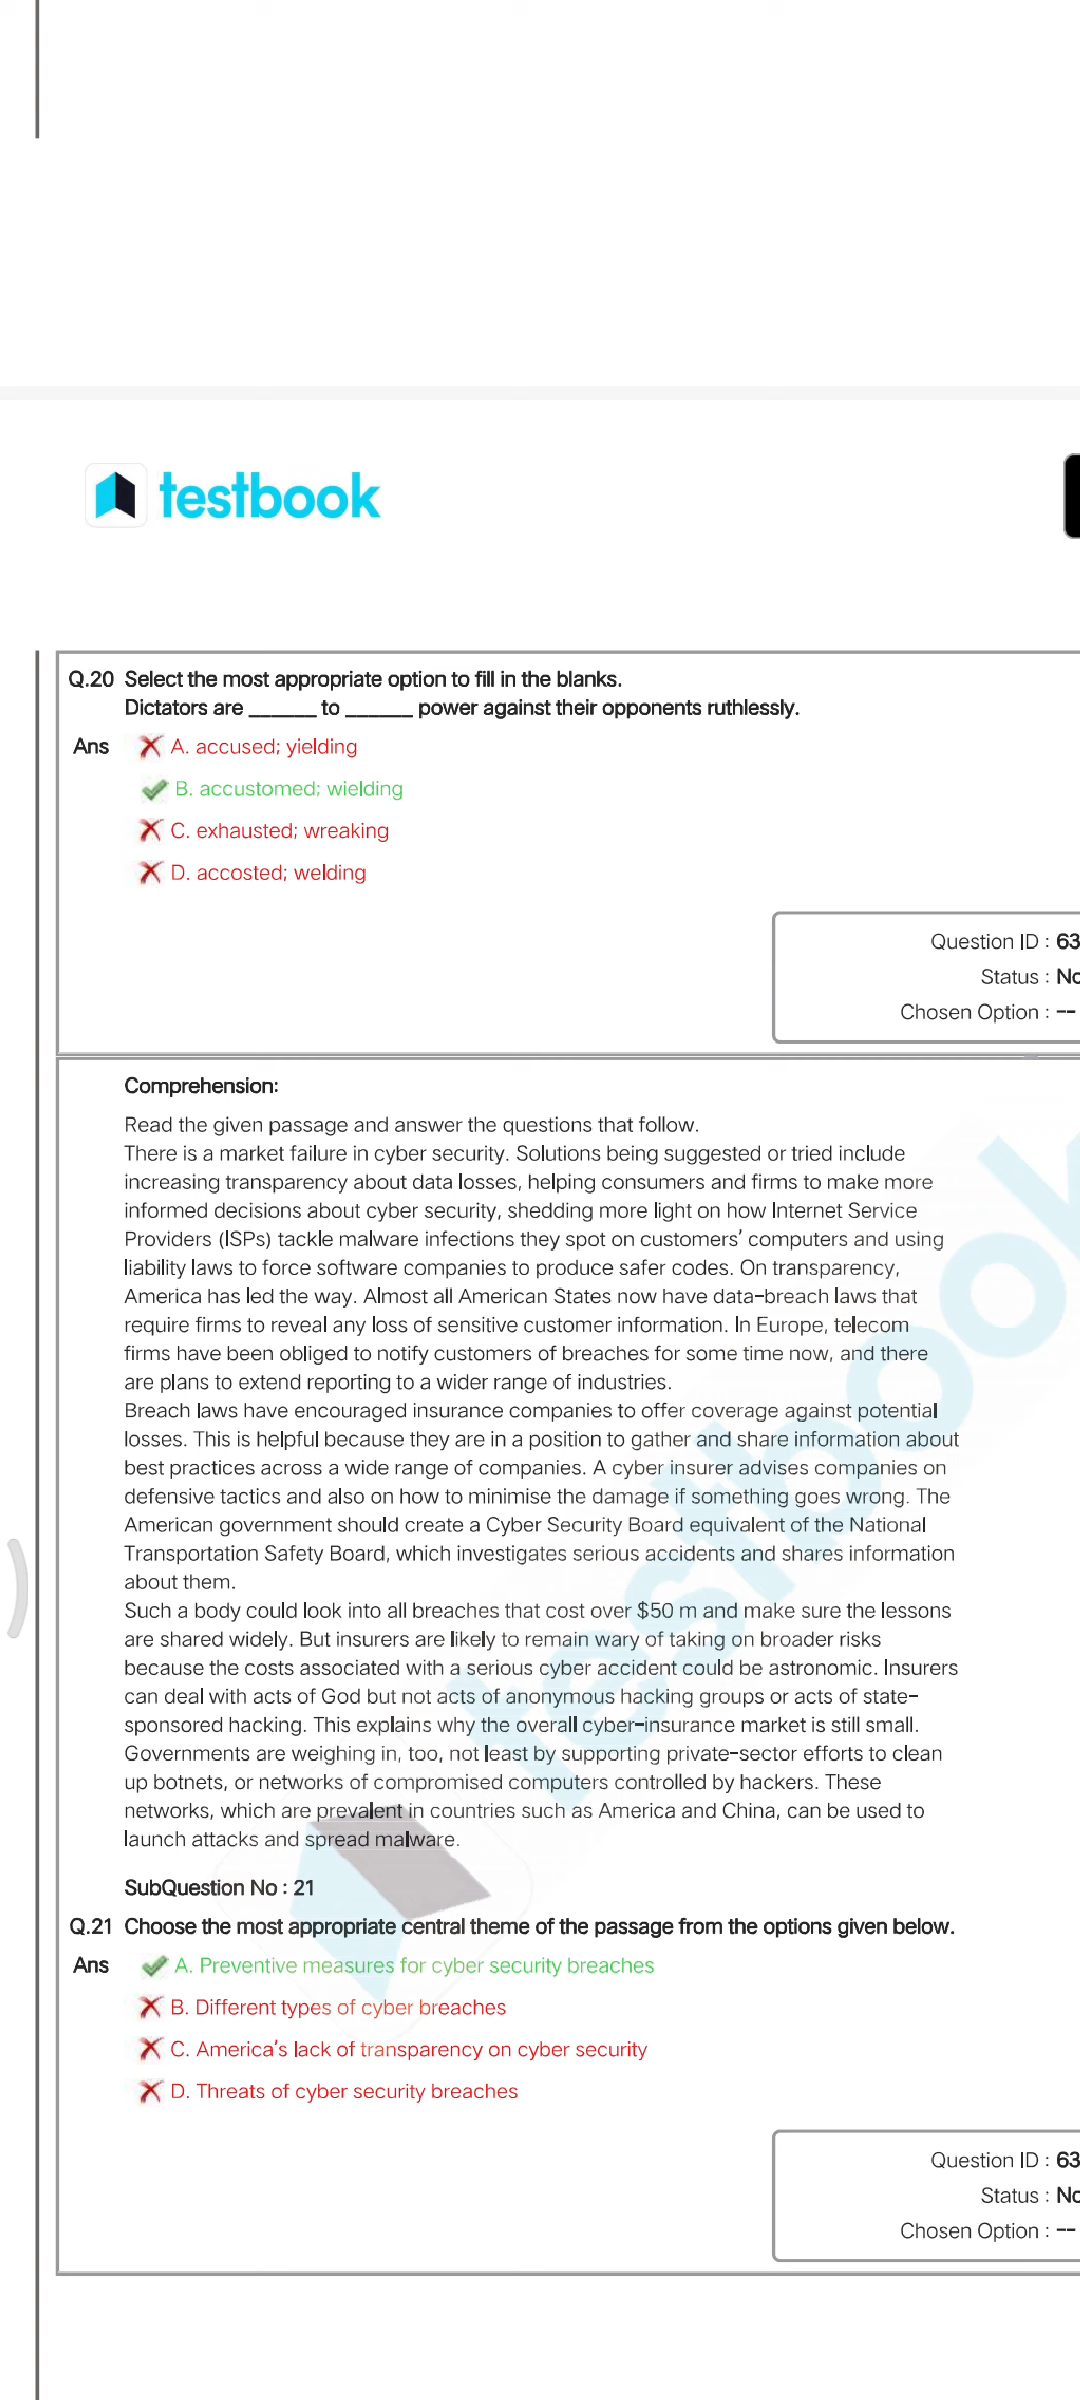 testbook
Q.20 Select the most appropriate option to fill in the blanks.
Dictators are ______ to ______ power against their opponents ruthlessly.
Ans A. accused; yielding
B. accustomed; wielding
C. exhausted; wreaking
D. accosted; welding
Question ID : 63
Status : No
Chosen Option : --
Comprehension:
Read the given passage and answer the questions that follow.
There is a market failure in cyber security. Solutions being suggested or tried include
increasing transparency about data losses, helping consumers and firms to make more
informed decisions about cyber security, shedding more light on how Internet Service
Providers (ISPs) tackle malware infections they spot on customers' computers and using
liability laws to force software companies to produce safer codes. On transparency,
America has led the way. Almost all American States now have data-breach laws that
require firms to reveal any loss of sensitive customer information. In Europe, telecom
firms have been obliged to notify customers of breaches for some time now, and there
are plans to extend reporting to a wider range of industries.
Breach laws have encouraged insurance companies to offer coverage against potential
losses. This is helpful because they are in a position to gather and share information about
best practices across a wide range of companies. A cyber insurer advises companies on
defensive tactics and also on how to minimise the damage if something goes wrong. The
American government should create a Cyber Security Board equivalent of the National
Transportation Safety Board, which investigates serious accidents and shares information
about them.
Such a body could look into all breaches that cost over $50 m and make sure the lessons
are shared widely. But insurers are likely to remain wary of taking on broader risks
because the costs associated with a serious cyber accident could be astronomic. Insurers
can deal with acts of God but not acts of anonymous hacking groups or acts of state-
sponsored hacking. This explains why the overall cyber-insurance market is still small.
Governments are weighing in, too, not least by supporting private-sector efforts to clean
up botnets, or networks of compromised computers controlled by hackers. These
networks, which are prevalent in countries such as America and China, can be used to
launch attacks and spread malware.
SubQuestion No : 21
Q.21 Choose the most appropriate central theme of the passage from the options given below.
Ans A. Preventive measures for cyber security breaches
B. Different types of cyber breaches
C. America's lack of transparency on cyber security
D. Threats of cyber security breaches
Question ID : 63
Status : No
Chosen Option : --